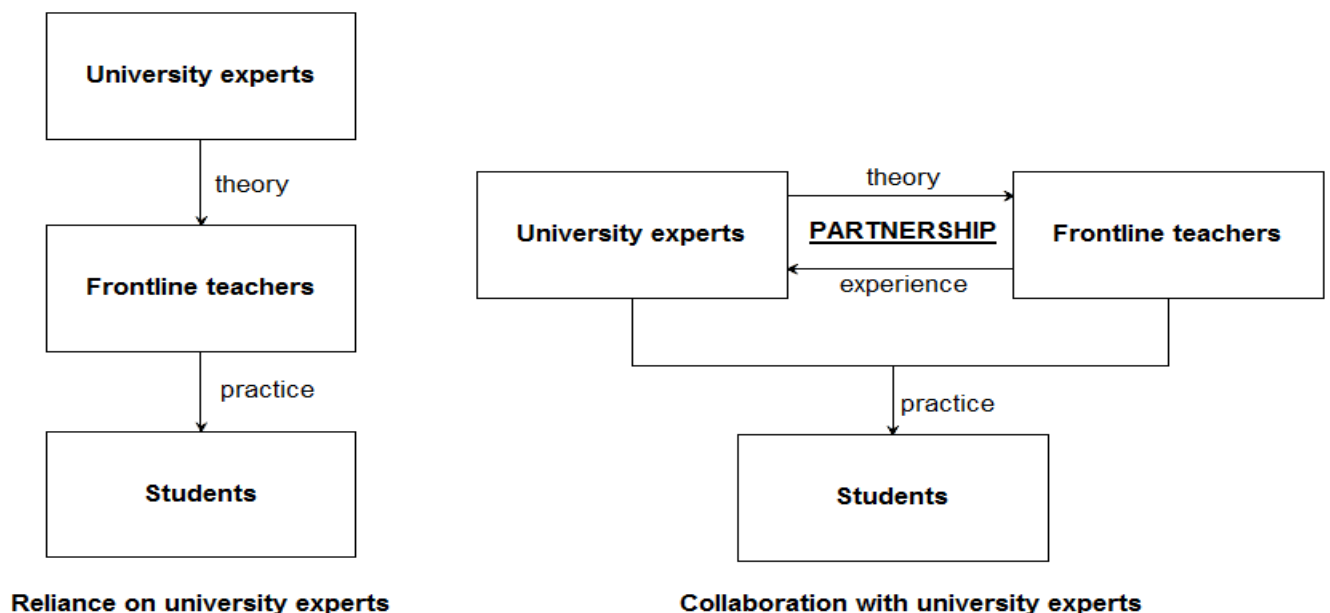 University experts
theory
Frontline teachers
practice
Students
Reliance on university experts
University experts
theory
PARTNERSHIP
experience
Frontline teachers
practice
Students
Collaboration with university experts